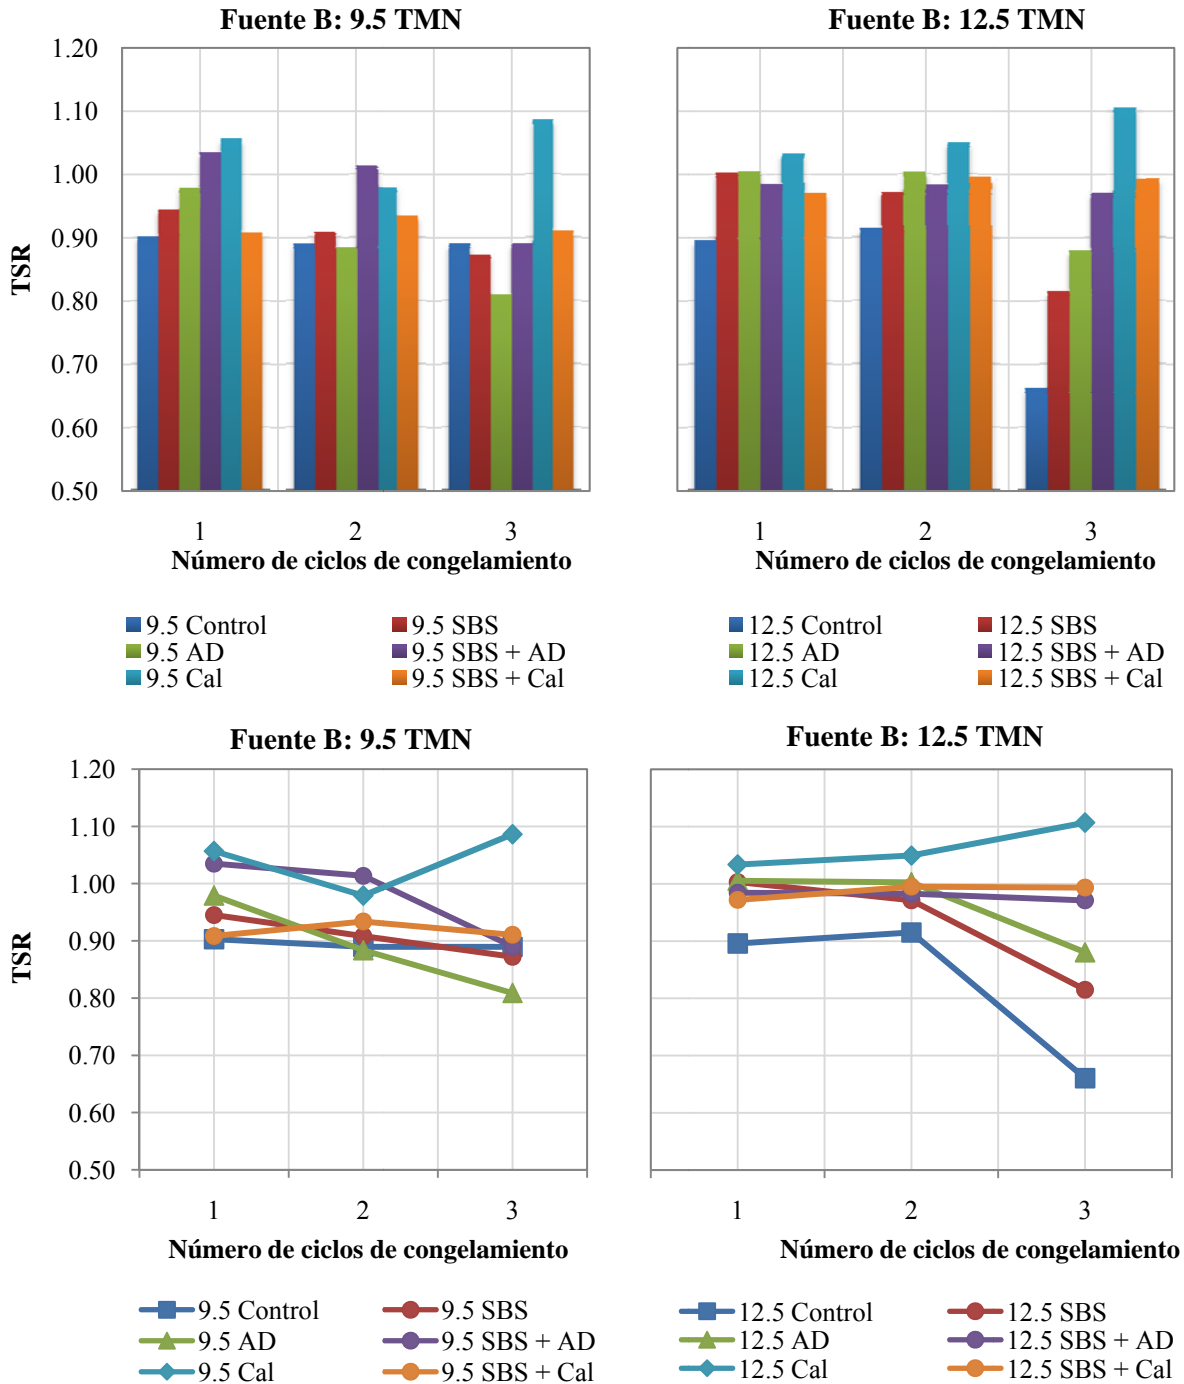 Fuente B: 9.5 TMN
1.20
1.10
1.00
0.90
0.80
0.70
0.60
0.50
TSR
1 2 3
Número de ciclos de congelamiento
9.5 Control 9.5 SBS
9.5 AD 9.5 SBS + AD
9.5 Cal 9.5 SBS + Cal
Fuente B: 12.5 TMN
1 2 3
Número de ciclos de congelamiento
12.5 Control 12.5 SBS
12.5 AD 12.5 SBS + AD
12.5 Cal 12.5 SBS + Cal
Fuente B: 9.5 TMN
1.20
1.10
1.00
0.90
0.80
0.70
0.60
0.50
TSR
1 2 3
Número de ciclos de congelamiento
9.5 Control 9.5 SBS
9.5 AD 9.5 SBS + AD
9.5 Cal 9.5 SBS + Cal
Fuente B: 12.5 TMN
1 2 3
Número de ciclos de congelamiento
12.5 Control 12.5 SBS
12.5 AD 12.5 SBS + AD
12.5 Cal 12.5 SBS + Cal